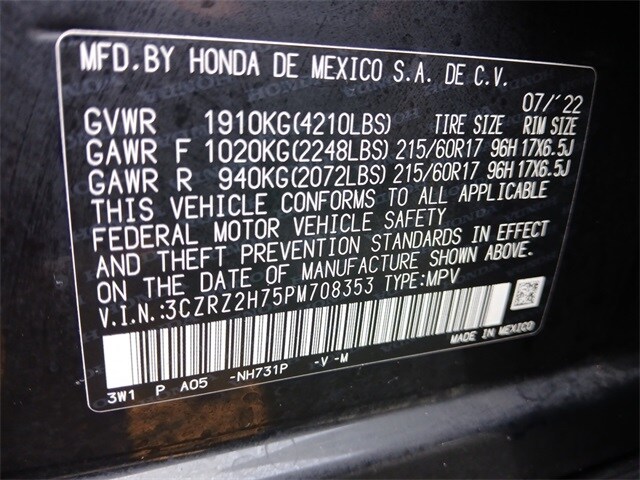 MFD.BY HONDA DE MEXICO S.A. DE C.V.
07/'22
GVWR 1910KG(4210LBS) TIRE SIZE RIM SIZE
GAWR F 1020KG(2248LBS) 215/60R17 96H 17X6.5J
GAWR R 940KG(2072LBS) 215/60R17 96H 17X6.5J
THIS VEHICLE CONFORMS TO ALL APPLICABLE
FEDERAL MOTOR VEHICLE SAFETY
AND THEFT PREVENTION STANDARDS IN EFFECT
ON THE DATE OF MANUFACTURE SHOWN ABOVE.
V.I.N.:3CZRZ2H75PM708353 TYPE:MPV
MADE IN MEXICO
3W1 P A05 -NH731P -V -M